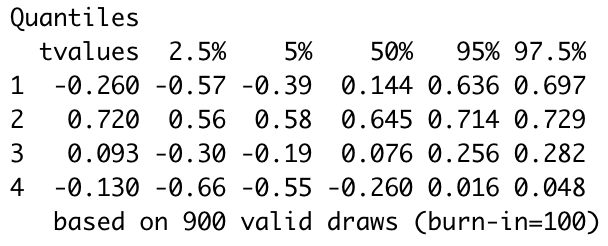 Quantiles
tvalues 2.5% 5% 50% 95% 97.5%
1 -0.260 -0.57 -0.39 0.144 0.636 0.697
2 0.720 0.56 0.58 0.645 0.714 0.729
3 0.093 -0.30 -0.19 0.076 0.256 0.282
4 -0.130 -0.66 -0.55 -0.260 0.016 0.048
based on 900 valid draws (burn-in=100)